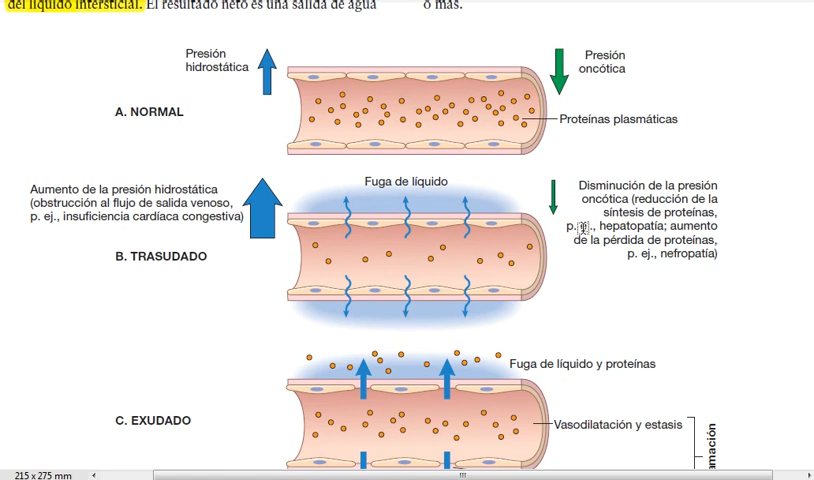 del líquido intersticial. El resultado neto es una salida de agua
o más.
Presión
hidrostática
Presión
oncótica
A. NORMAL
Proteínas plasmáticas
Fuga de líquido
Aumento de la presión hidrostática
(obstrucción al flujo de salida venoso,
p. ej., insuficiencia cardíaca congestiva)
Disminución de la presión
oncótica (reducción de la
síntesis de proteínas,
p. ej., hepatopatía; aumento
de la pérdida de proteínas,
p. ej., nefropatía)
B. TRASUDADO
Fuga de líquido y proteínas
C. EXUDADO
Vasodilatación y estasis
215 x 275 mm